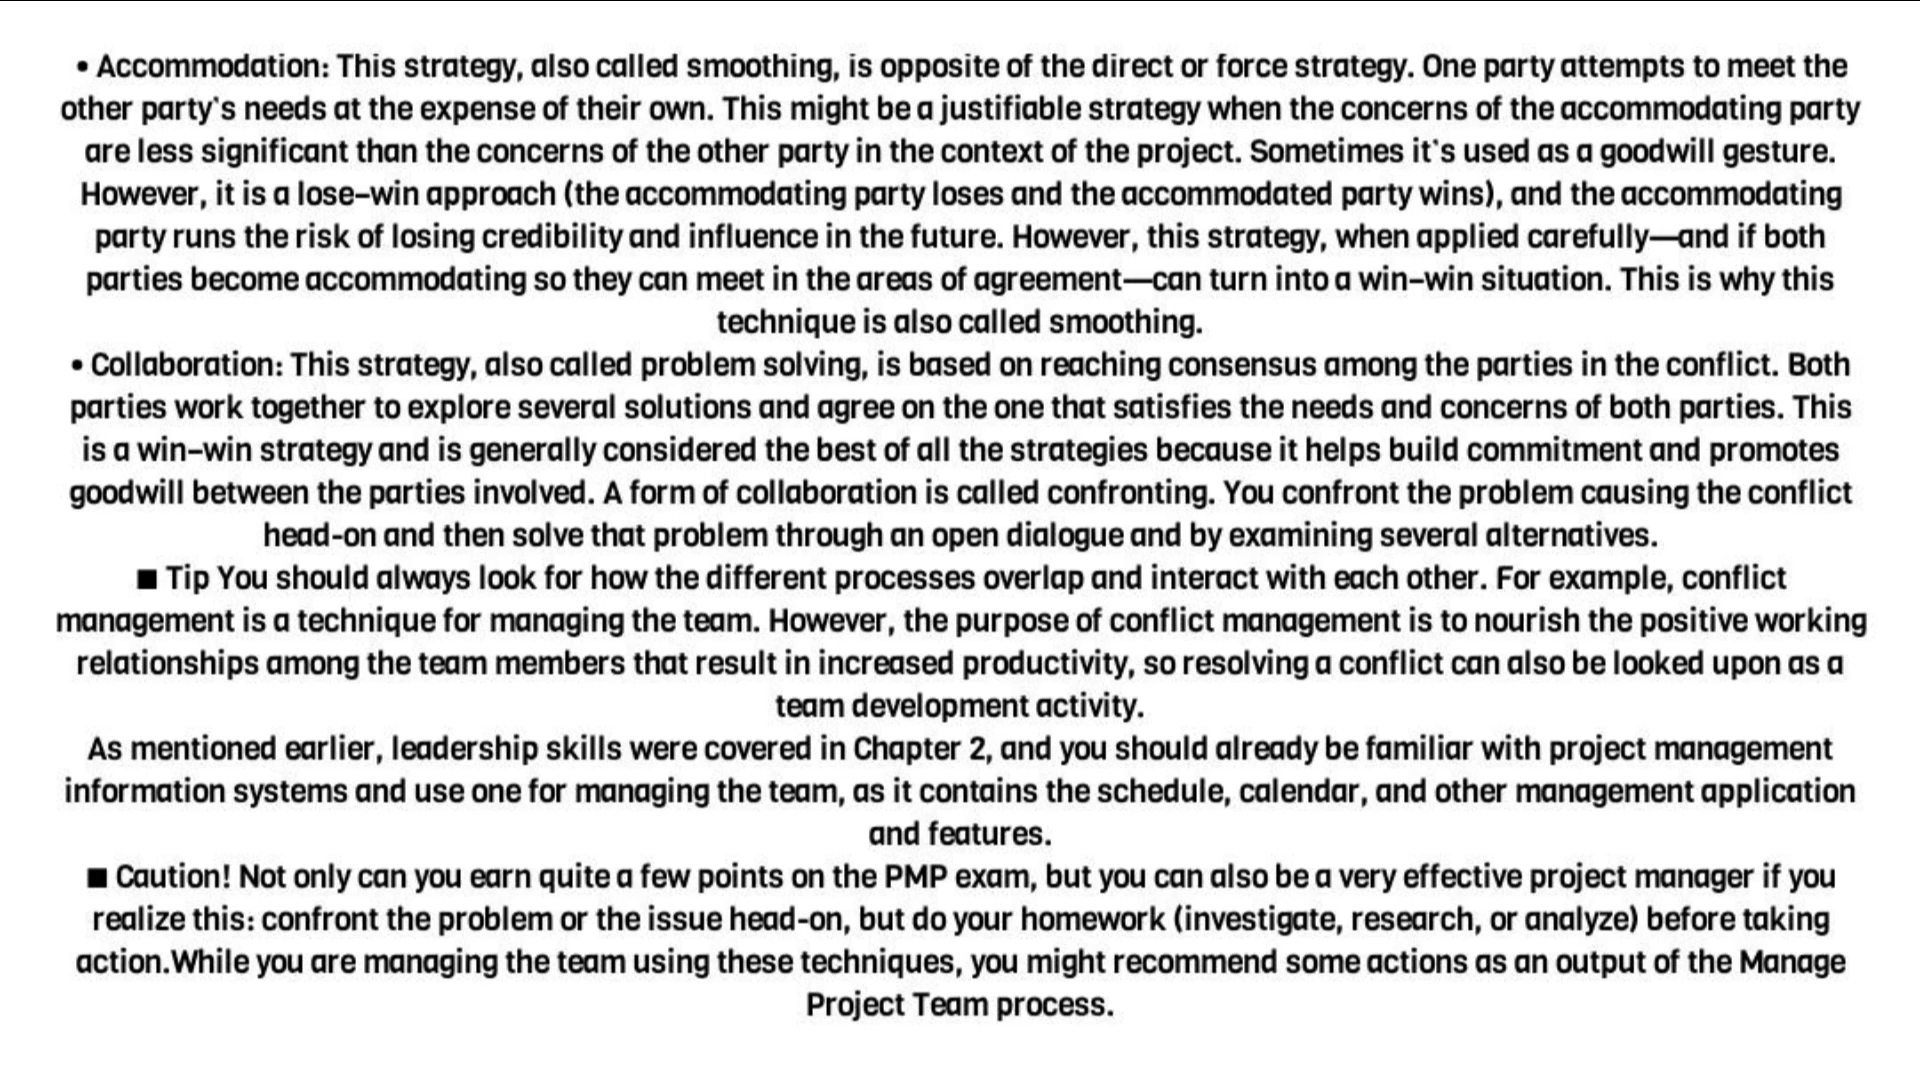 • Accommodation: This strategy, also called smoothing, is opposite of the direct or force strategy. One party attempts to meet the
other party's needs at the expense of their own. This might be a justifiable strategy when the concerns of the accommodating party
are less significant than the concerns of the other party in the context of the project. Sometimes it's used as a goodwill gesture.
However, it is a lose–win approach (the accommodating party loses and the accommodated party wins), and the accommodating
party runs the risk of losing credibility and influence in the future. However, this strategy, when applied carefully—and if both
parties become accommodating so they can meet in the areas of agreement—can turn into a win–win situation. This is why this
technique is also called smoothing.
• Collaboration: This strategy, also called problem solving, is based on reaching consensus among the parties in the conflict. Both
parties work together to explore several solutions and agree on the one that satisfies the needs and concerns of both parties. This
is a win–win strategy and is generally considered the best of all the strategies because it helps build commitment and promotes
goodwill between the parties involved. A form of collaboration is called confronting. You confront the problem causing the conflict
head-on and then solve that problem through an open dialogue and by examining several alternatives.
■ Tip You should always look for how the different processes overlap and interact with each other. For example, conflict
management is a technique for managing the team. However, the purpose of conflict management is to nourish the positive working
relationships among the team members that result in increased productivity, so resolving a conflict can also be looked upon as a
team development activity.
As mentioned earlier, leadership skills were covered in Chapter 2, and you should already be familiar with project management
information systems and use one for managing the team, as it contains the schedule, calendar, and other management application
and features.
■ Caution! Not only can you earn quite a few points on the PMP exam, but you can also be a very effective project manager if you
realize this: confront the problem or the issue head-on, but do your homework (investigate, research, or analyze) before taking
action.While you are managing the team using these techniques, you might recommend some actions as an output of the Manage
Project Team process.